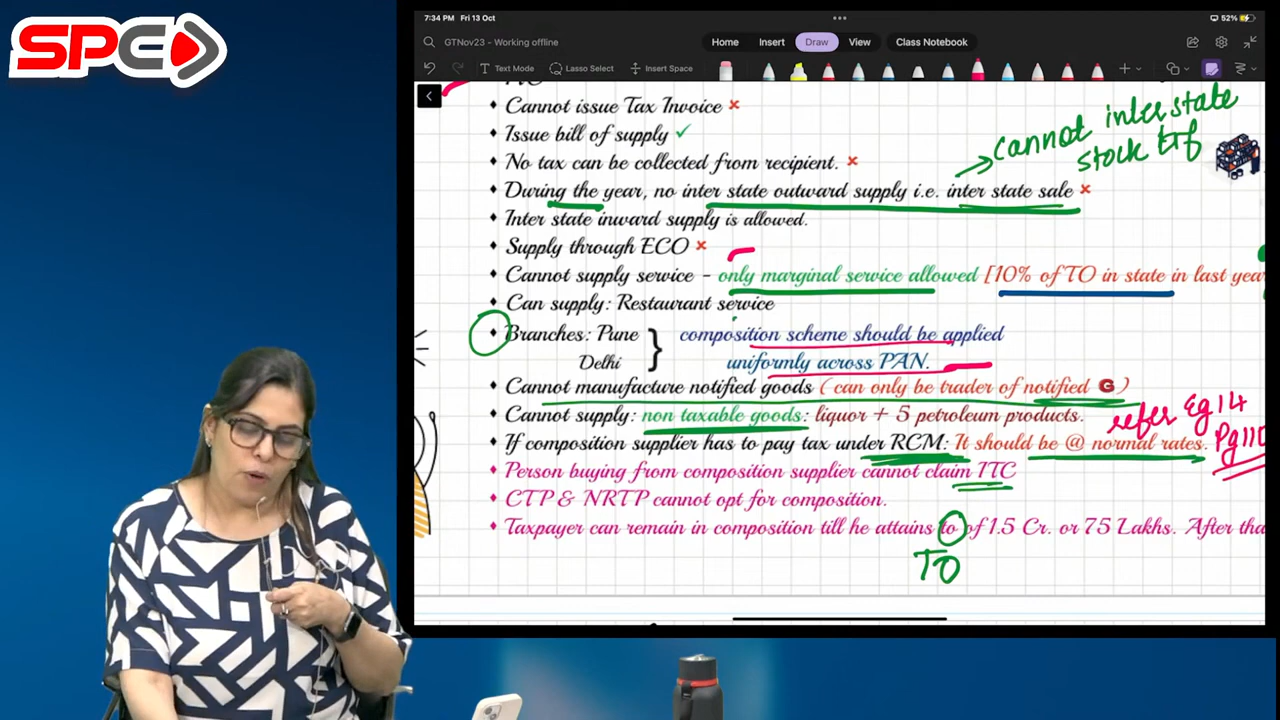 SPC
7:34 PM Fri 13 Oct
52%
GTNov23 - Working offline
Home Insert Draw View Class Notebook
Text Mode Lasso Select Insert Space
Cannot issue Tax Invoice ×
Issue bill of supply ✓
No tax can be collected from recipient. ×
cannot interstate
stock trf
During the year, no inter state outward supply i.e. inter state sale ×
Inter state inward supply is allowed.
Supply through ECO ×
Cannot supply service - only marginal service allowed [10% of TO in state in last year
Can supply: Restaurant service
Branches: Pune } composition scheme should be applied
Delhi uniformly across PAN.
Cannot manufacture notified goods (can only be trader of notified G)
Cannot supply: non taxable goods: liquor + 5 petroleum products.
refer Eg 14
If composition supplier has to pay tax under RCM: It should be @ normal rates.
Person buying from composition supplier cannot claim ITC
CTP & NRTP cannot opt for composition.
Taxpayer can remain in composition till he attains to of 1.5 Cr. or 75 Lakhs. After tha
TO